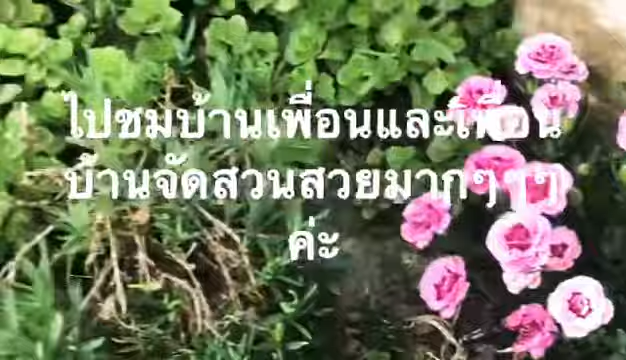 ไปชมบ้านเพื่อนและเพื่อน
บ้านจัดสวนสวยมากๆๆๆ
ค่ะ